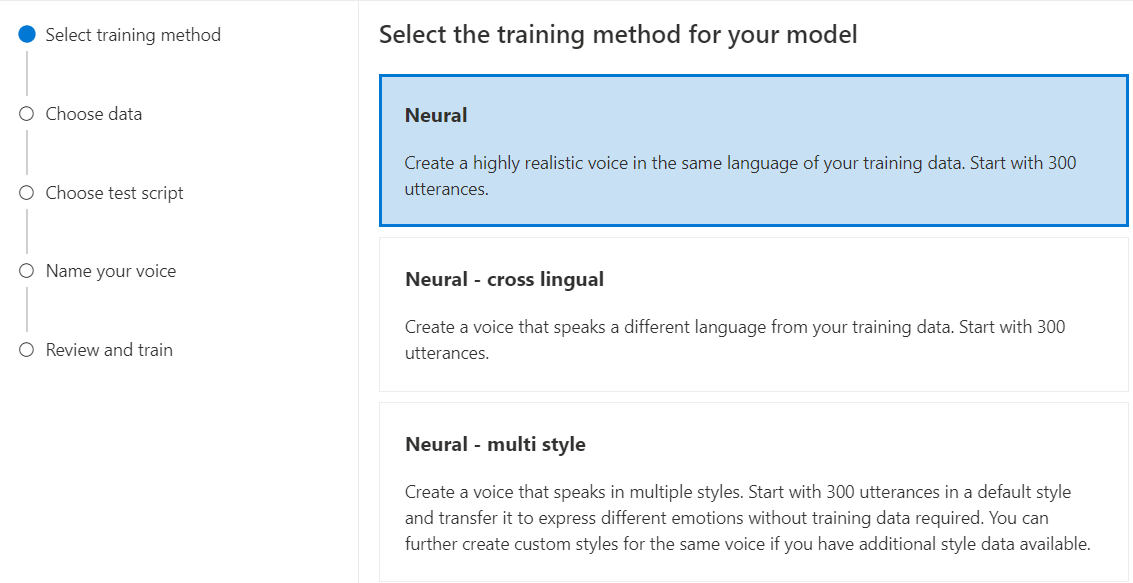 Select training method
Choose data
Choose test script
Name your voice
Review and train
Select the training method for your model
Neural
Create a highly realistic voice in the same language of your training data. Start with 300
utterances.
Neural - cross lingual
Create a voice that speaks a different language from your training data. Start with 300
utterances.
Neural - multi style
Create a voice that speaks in multiple styles. Start with 300 utterances in a default style
and transfer it to express different emotions without training data required. You can
further create custom styles for the same voice if you have additional style data available.